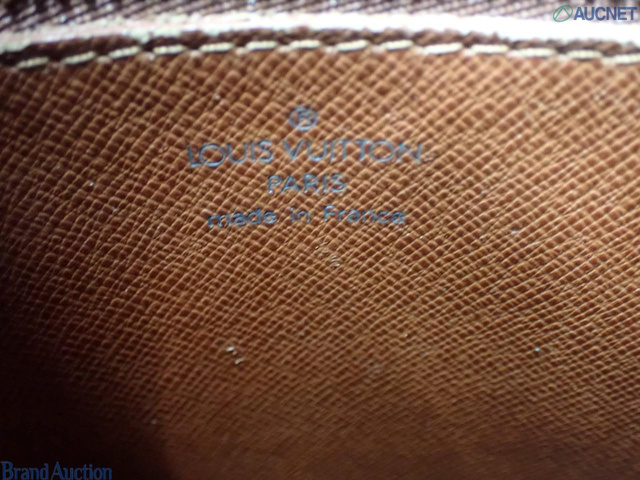 AUCNET
®
LOUIS VUITTON
PARIS
made in France
Brand Auction